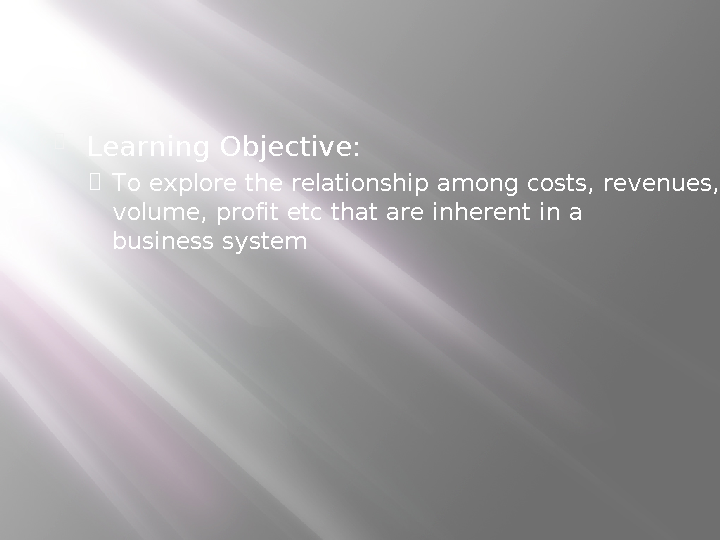 Learning Objective:
To explore the relationship among costs, revenues,
volume, profit etc that are inherent in a
business system